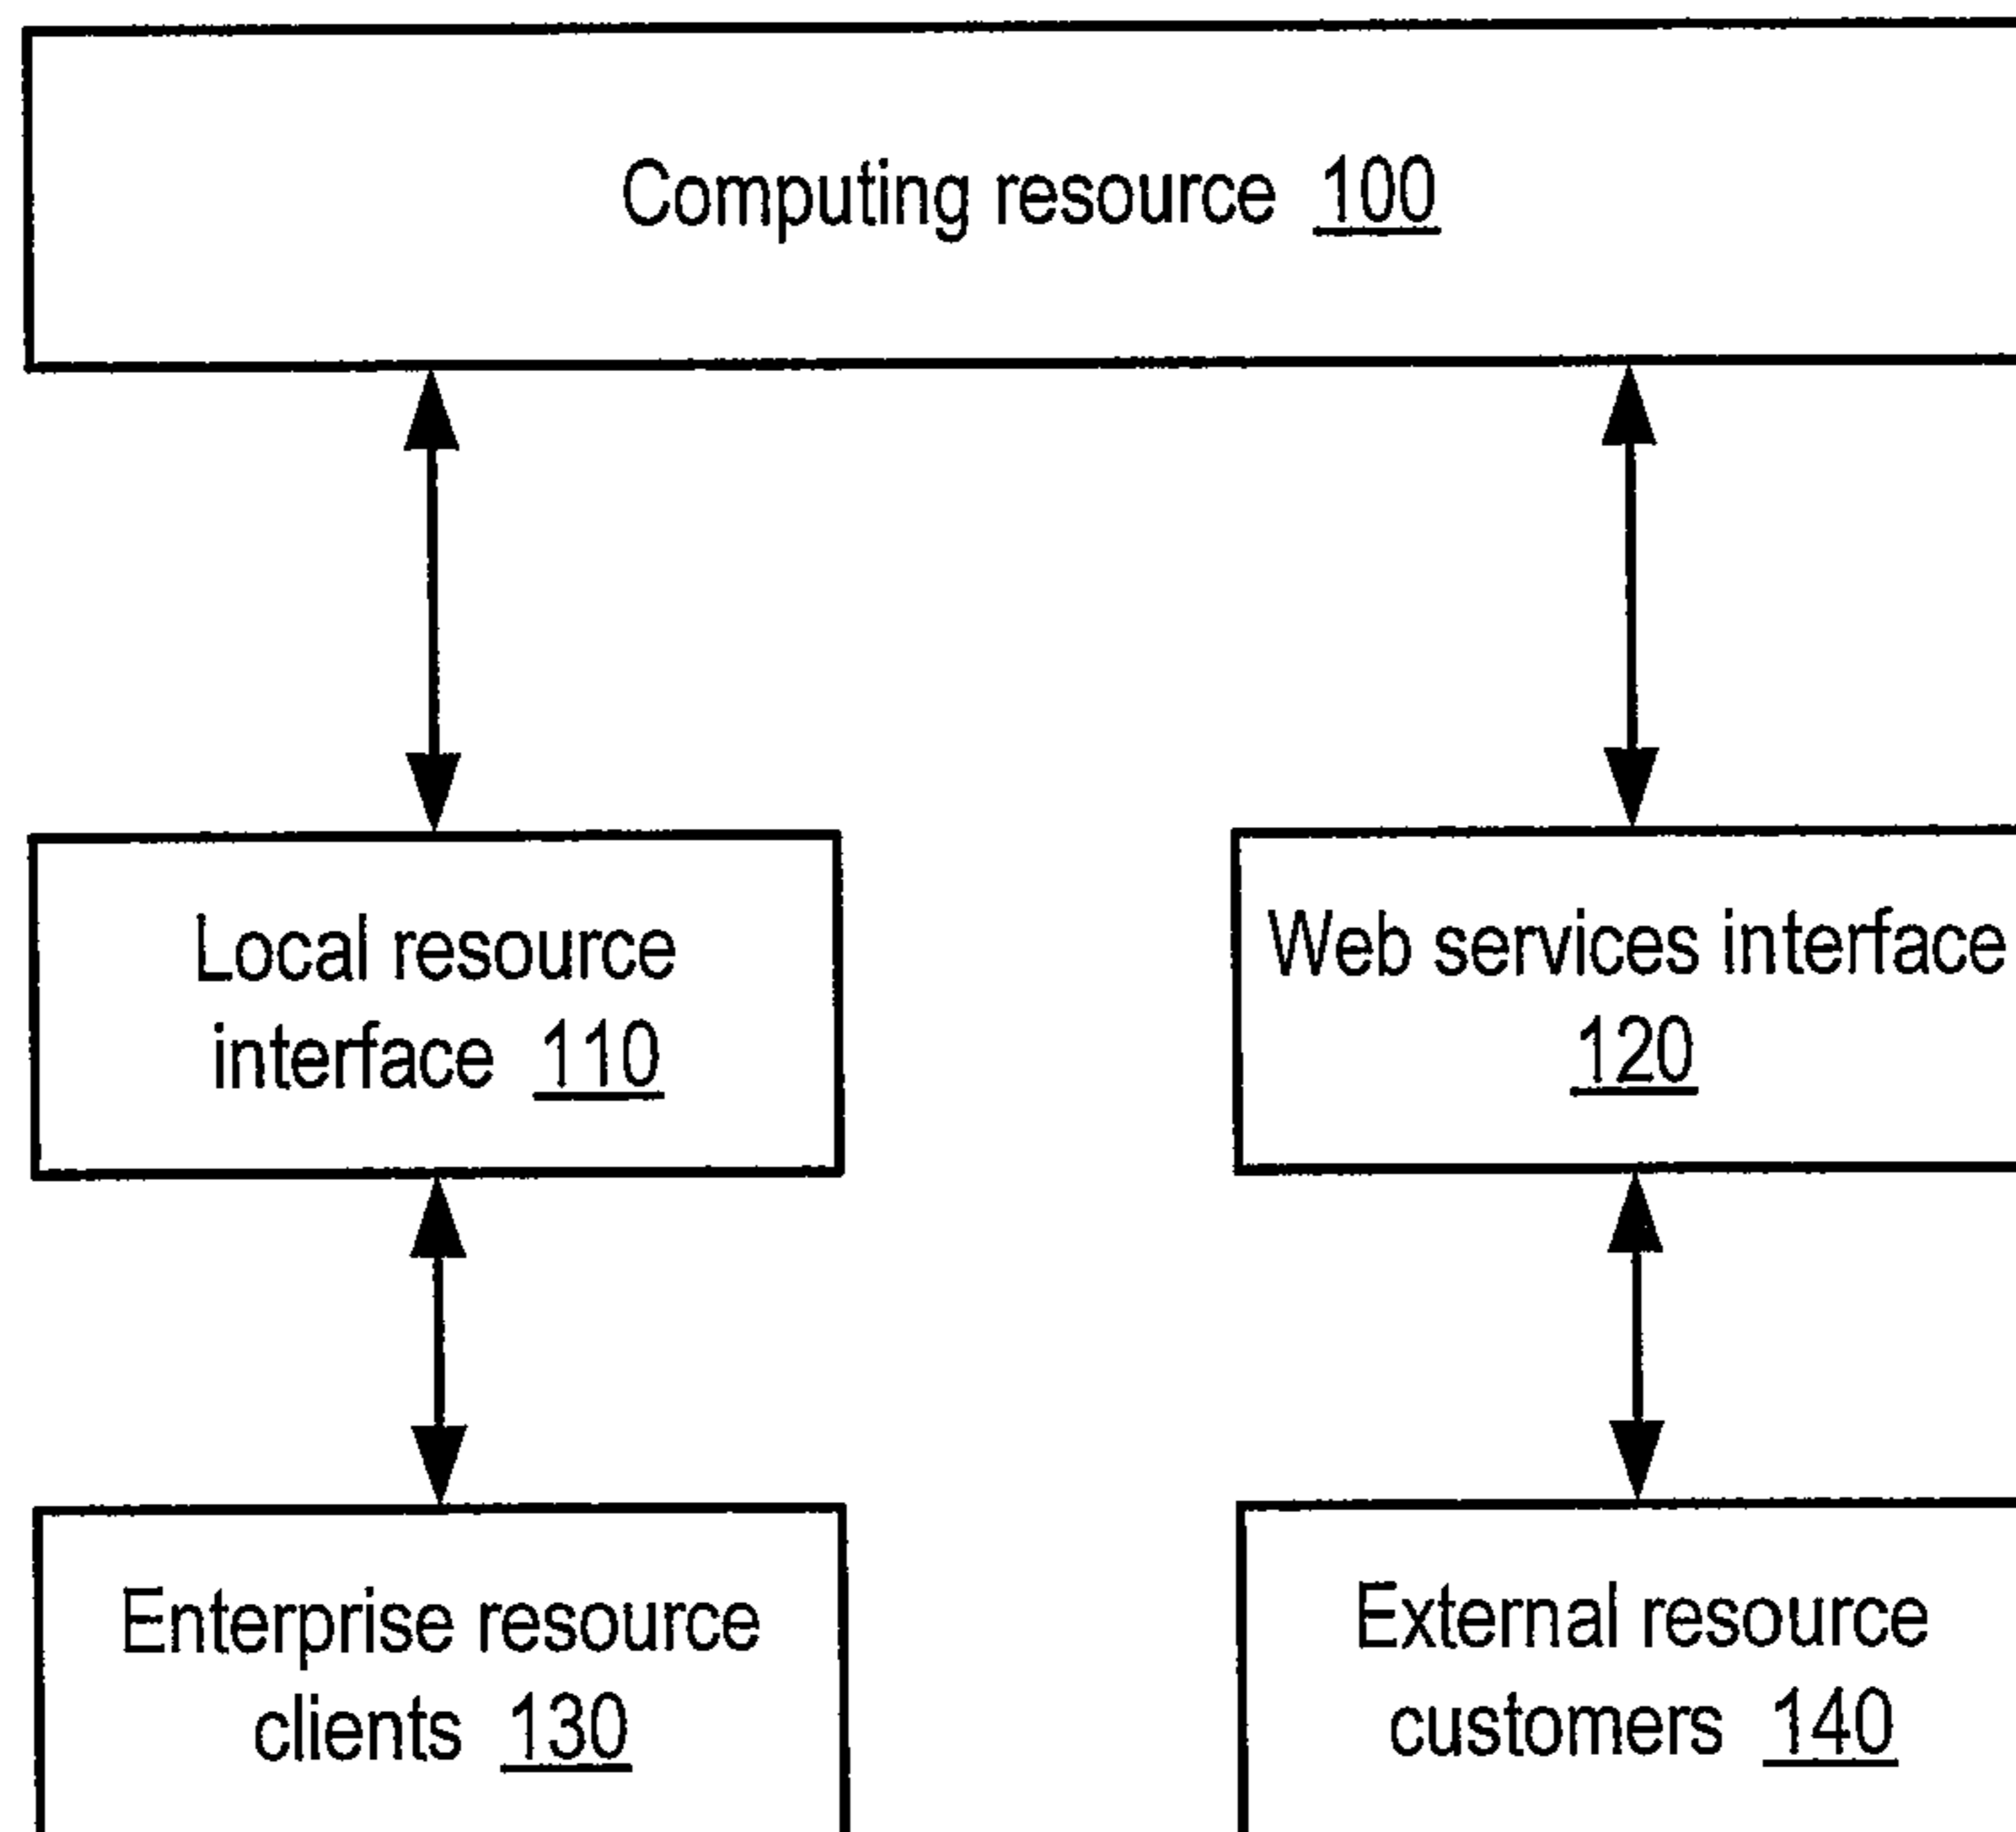 Computing resource 100
Local resource
interface 110
Web services interface
120
Enterprise resource
clients 130
External resource
customers 140